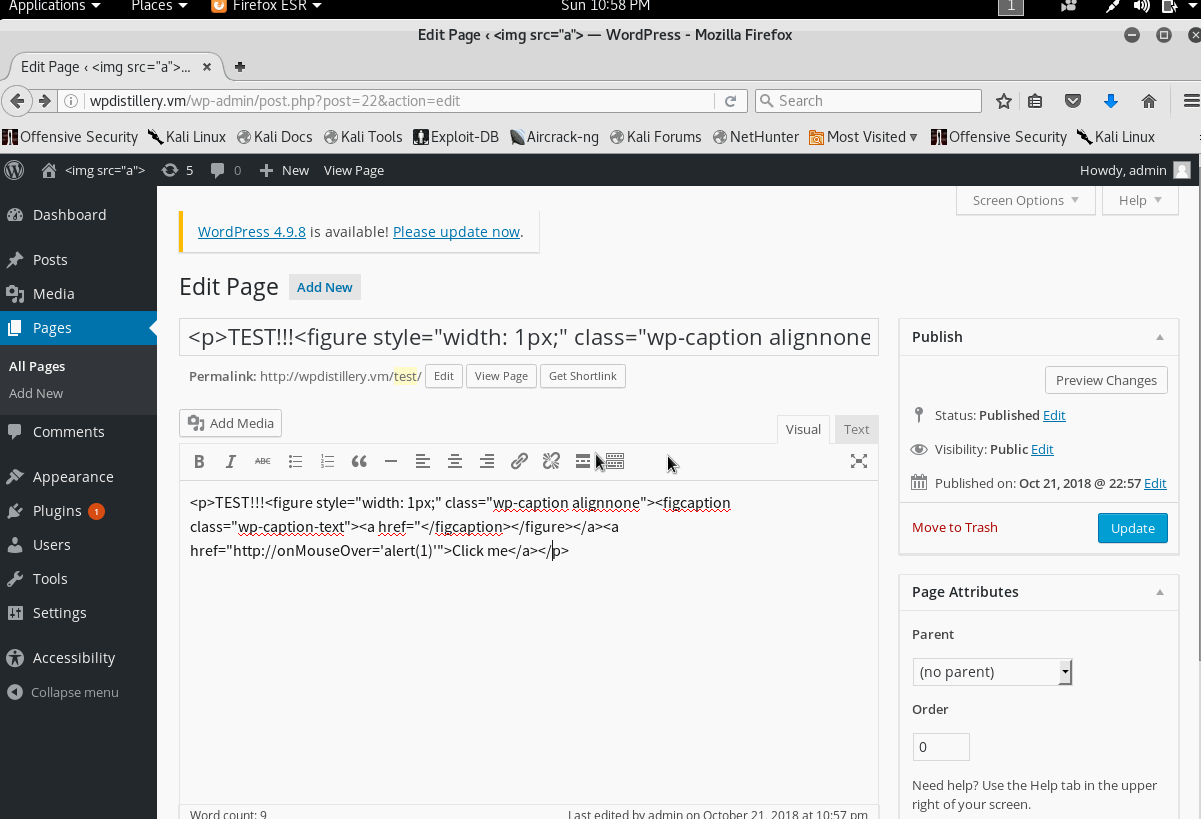 Applications Places Firefox ESR Sun 10:58 PM 1
Edit Page ‹ <img src="a"> — WordPress - Mozilla Firefox
Edit Page ‹ <img src="a">...
wpdistillery.vm/wp-admin/post.php?post=22&action=edit Search
Offensive Security Kali Linux Kali Docs Kali Tools Exploit-DB Aircrack-ng Kali Forums NetHunter Most Visited Offensive Security Kali Linux
<img src="a"> 5 0 New View Page Howdy, admin
Screen Options Help
Dashboard
Posts
Media
Pages
All Pages
Add New
Comments
Appearance
Plugins 1
Users
Tools
Settings
Accessibility
Collapse menu
WordPress 4.9.8 is available! Please update now.
Edit Page Add New
<p>TEST!!!<figure style="width: 1px;" class="wp-caption alignnone
Permalink: http://wpdistillery.vm/test/ Edit View Page Get Shortlink
Add Media
Visual Text
B I ABC
<p>TEST!!!<figure style="width: 1px;" class="wp-caption alignnone"><figcaption
class="wp-caption-text"><a href="</figcaption></figure></a><a
href="http://onMouseOver='alert(1)'">Click me</a></p>
Word count: 9 Last edited by admin on October 21, 2018 at 10:57 pm
Publish
Preview Changes
Status: Published Edit
Visibility: Public Edit
Published on: Oct 21, 2018 @ 22:57 Edit
Move to Trash Update
Page Attributes
Parent
(no parent)
Order
0
Need help? Use the Help tab in the upper
right of your screen.